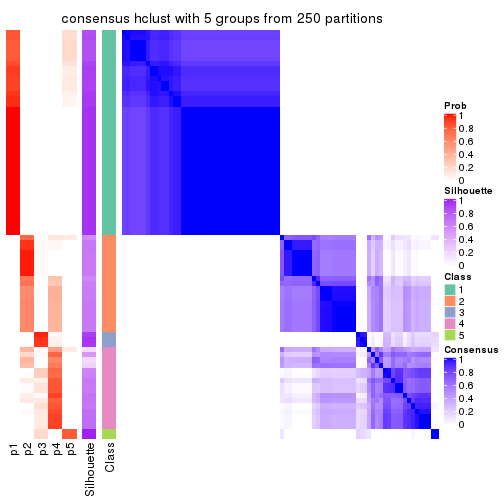 consensus hclust with 5 groups from 250 partitions
Prob
1
0.8
0.6
0.4
0.2
0
Silhouette
1
0.8
0.6
0.4
0.2
0
Class
1
2
3
4
5
Consensus
1
0.8
0.6
0.4
0.2
0
p1
p2
p3
p4
p5
Silhouette
Class